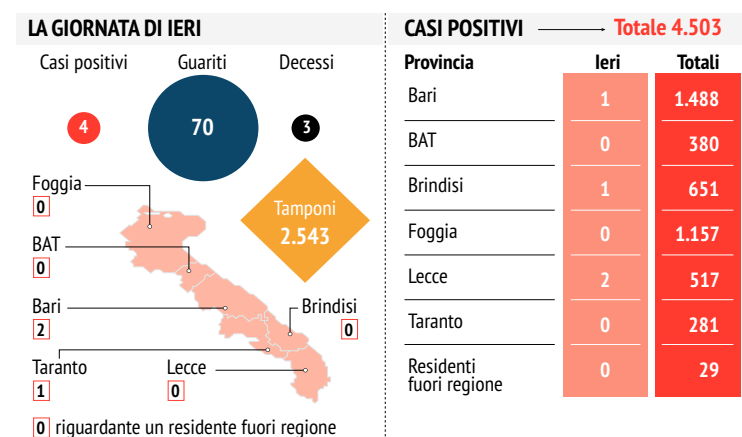 LA GIORNATA DI IERI
Casi positivi Guariti Decessi
4 70 3
Tamponi
2.543
Foggia
0
BAT
0
Bari
2
Brindisi
0
Taranto
1
Lecce
0
0 riguardante un residente fuori regione
CASI POSITIVI Totale 4.503
Provincia Ieri Totali
Bari 1 1.488
BAT 0 380
Brindisi 1 651
Foggia 0 1.157
Lecce 2 517
Taranto 0 281
Residenti
fuori regione 0 29